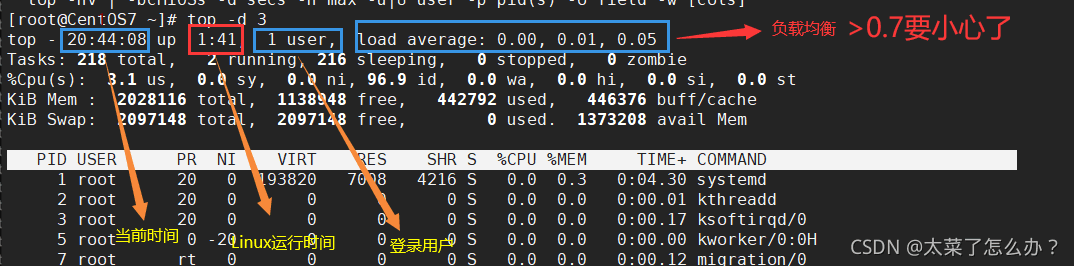 [root@CentOS7 ~]# top -d 3
top - 20:44:08 up 1:41, 1 user, load average: 0.00, 0.01, 0.05 负载均衡 >0.7要小心了
Tasks: 218 total, 2 running, 216 sleeping, 0 stopped, 0 zombie
%Cpu(s): 3.1 us, 0.0 sy, 0.0 ni, 96.9 id, 0.0 wa, 0.0 hi, 0.0 si, 0.0 st
KiB Mem : 2028116 total, 1138948 free, 442792 used, 446376 buff/cache
KiB Swap: 2097148 total, 2097148 free, 0 used. 1373208 avail Mem
PID USER PR NI VIRT RES SHR S %CPU %MEM TIME+ COMMAND
1 root 20 0 193820 7008 4216 S 0.0 0.3 0:04.30 systemd
2 root 20 0 0 0 0 S 0.0 0.0 0:00.01 kthreadd
3 root 20 0 0 0 0 S 0.0 0.0 0:00.17 ksoftirqd/0
5 root 0 -20 0 0 0 S 0.0 0.0 0:00.00 kworker/0:0H
7 root rt 0 0 0 0 S 0.0 0.0 0:00.12 migration/0
当前时间
Linux运行时间
登录用户
CSDN @太菜了怎么办？